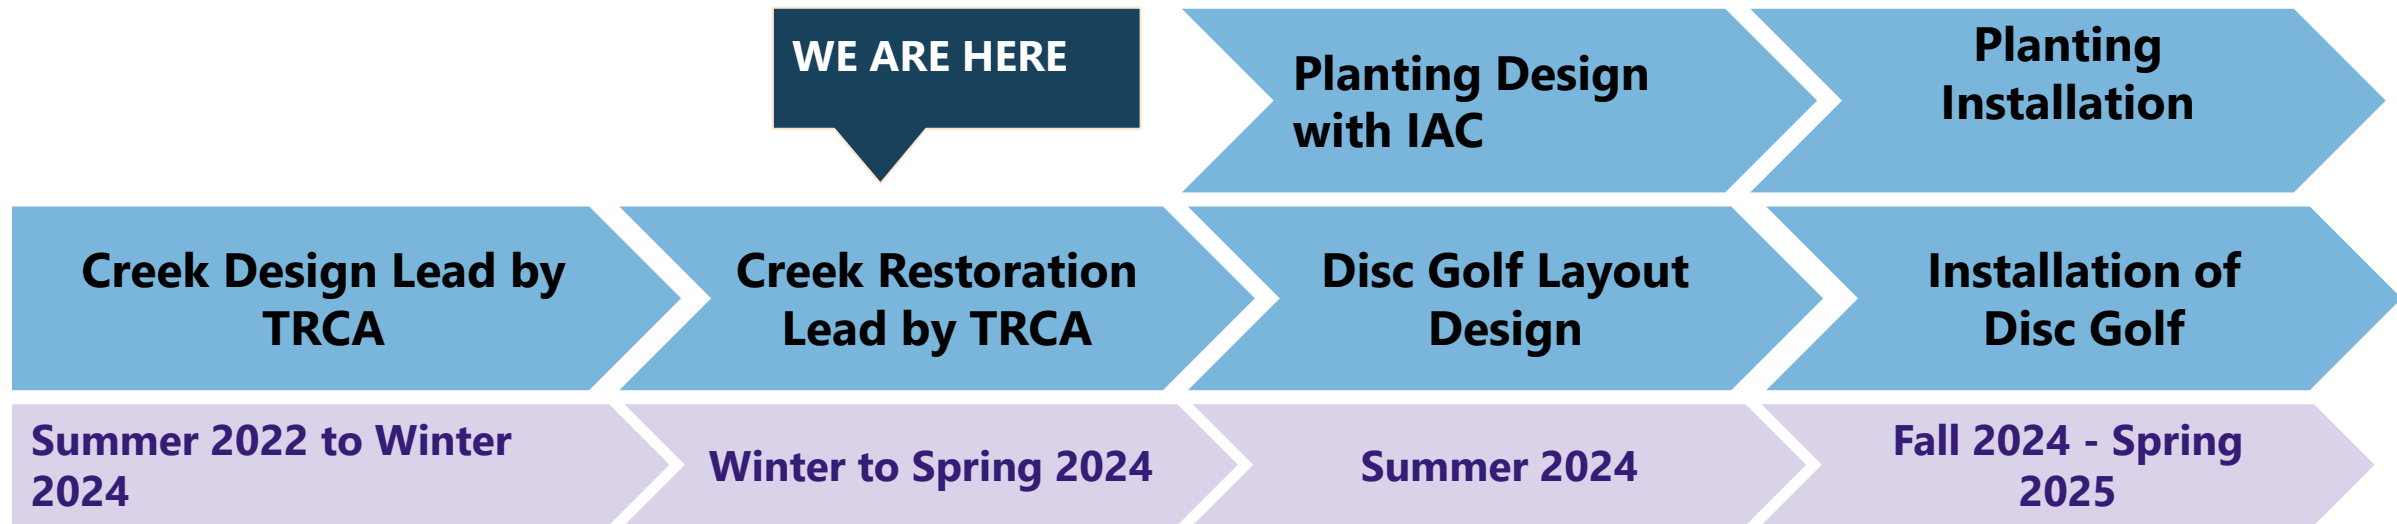 WE ARE HERE
Planting Design
with IAC
Planting
Installation
Creek Design Lead by
TRCA
Creek Restoration
Lead by TRCA
Disc Golf Layout
Design
Installation of
Disc Golf
Summer 2022 to Winter
2024
Winter to Spring 2024
Summer 2024
Fall 2024 - Spring
2025